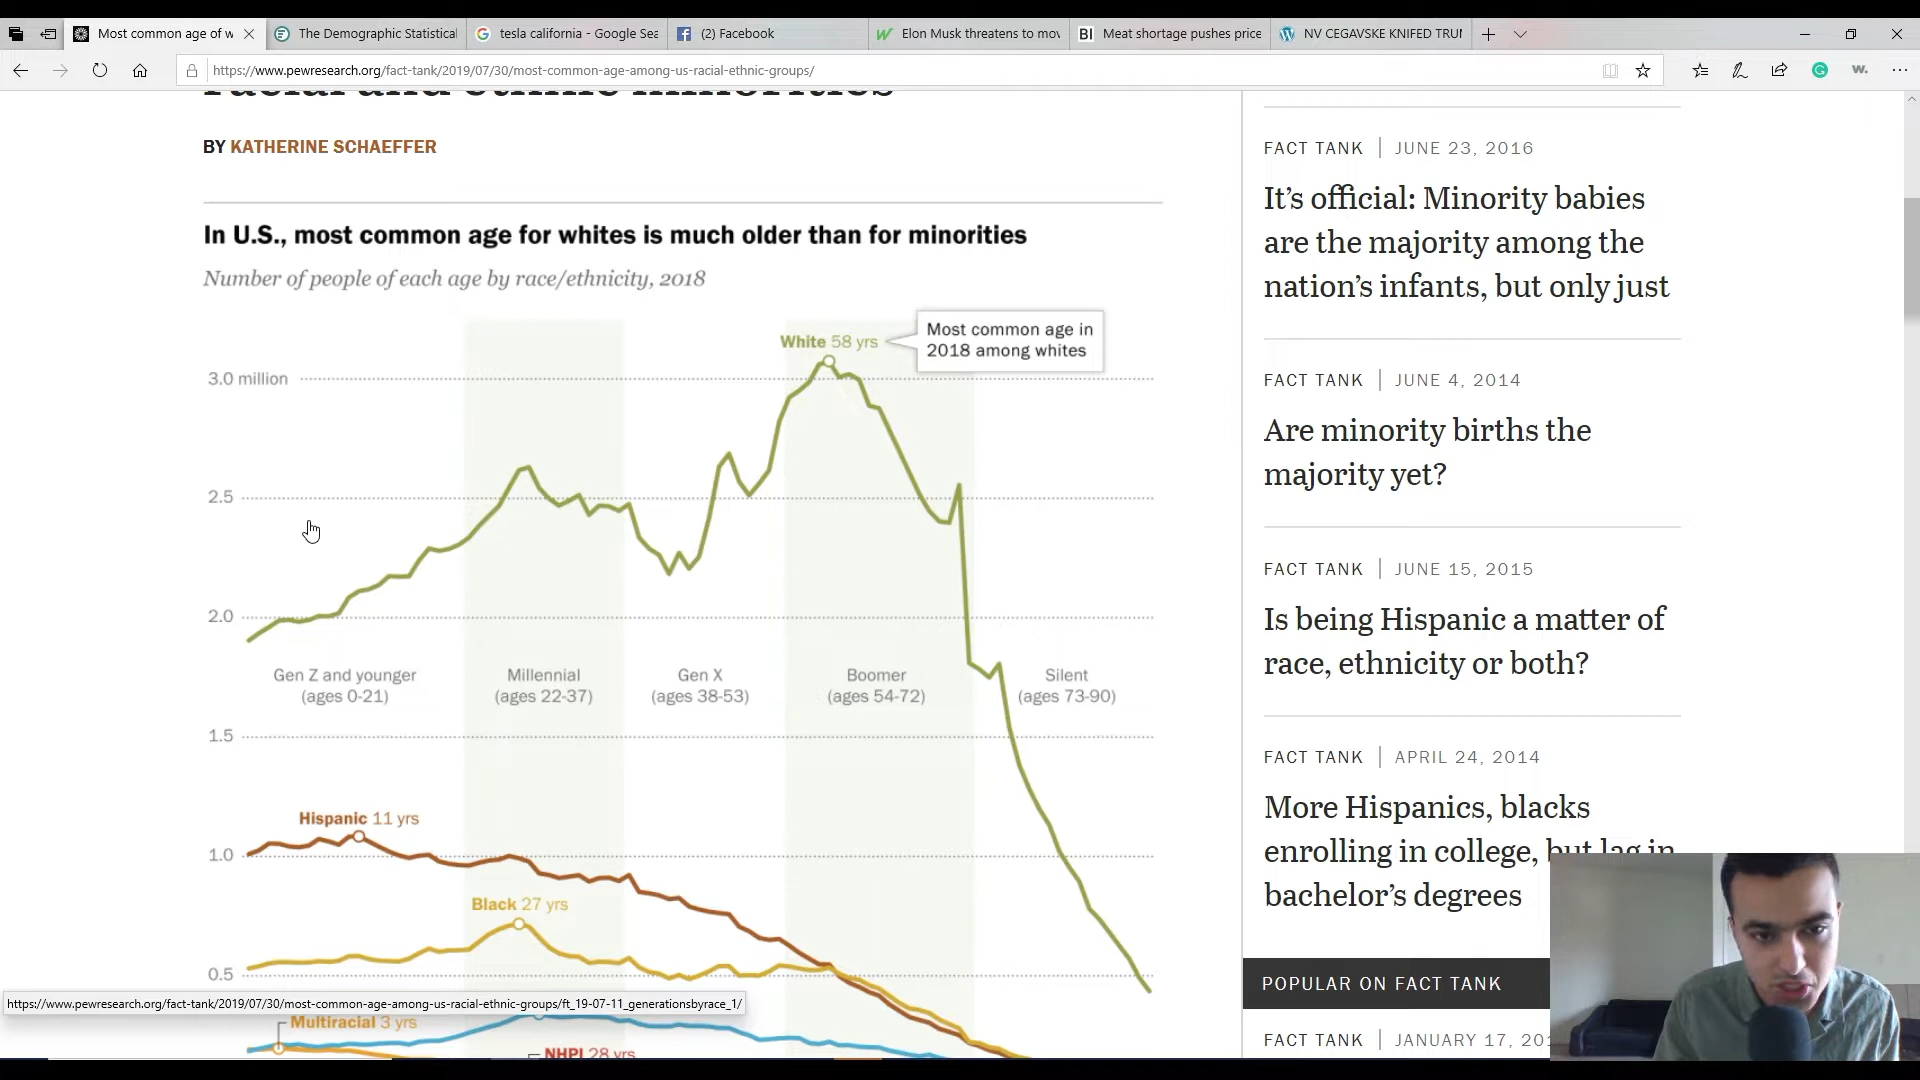 Most common age of w
The Demographic Statistical
tesla california - Google Sea
(2) Facebook
Elon Musk threatens to mov
BI Meat shortage pushes price
NV CEGAVSKE KNIFED TRUM
https://www.pewresearch.org/fact-tank/2019/07/30/most-common-age-among-us-racial-ethnic-groups/
racial and ethnic minorities
BY KATHERINE SCHAEFFER
In U.S., most common age for whites is much older than for minorities
Number of people of each age by race/ethnicity, 2018
White 58 yrs
Most common age in
2018 among whites
3.0 million
2.5
2.0
Gen Z and younger
(ages 0-21)
Millennial
(ages 22-37)
Gen X
(ages 38-53)
Boomer
(ages 54-72)
Silent
(ages 73-90)
1.5
Hispanic 11 yrs
1.0
Black 27 yrs
0.5
https://www.pewresearch.org/fact-tank/2019/07/30/most-common-age-among-us-racial-ethnic-groups/ft_19-07-11_generationsbyrace_1/
Multiracial 3 yrs
NHPI 28 yrs
FACT TANK | JUNE 23, 2016
It's official: Minority babies
are the majority among the
nation's infants, but only just
FACT TANK | JUNE 4, 2014
Are minority births the
majority yet?
FACT TANK | JUNE 15, 2015
Is being Hispanic a matter of
race, ethnicity or both?
FACT TANK | APRIL 24, 2014
More Hispanics, blacks
enrolling in college, but lag in
bachelor's degrees
POPULAR ON FACT TANK
FACT TANK | JANUARY 17, 201